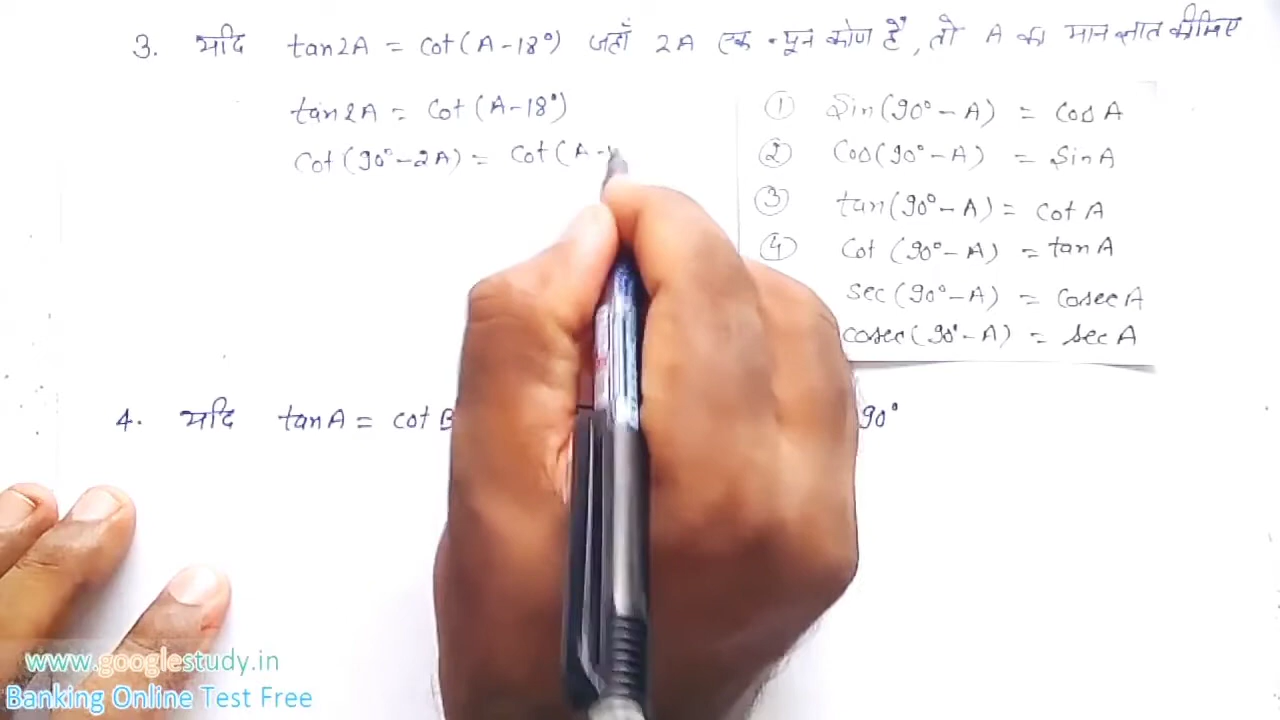 3. यदि tan2A = cot(A-18°) जहाँ 2A एक न्यून कोण है, तो A का मान ज्ञात कीजिए
tan2A = cot(A-18°)
cot(90°-2A) = cot(A-
① Sin(90°-A) = cosA
② Cos(90°-A) = SinA
③ tan(90°-A) = cotA
④ cot(90°-A) = tanA
sec(90°-A) = cosecA
cosec(90°-A) = secA
4. यदि tanA = cotB 90°
www.googlestudy.in
Banking Online Test Free